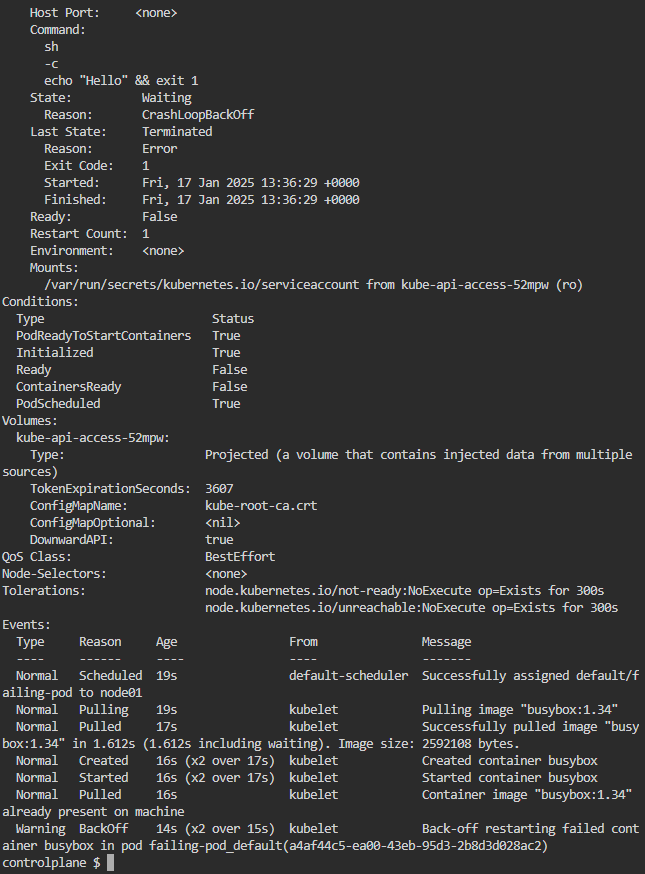 Host Port:     <none>
    Command:
      sh
      -c
      echo "Hello" && exit 1
    State:          Waiting
      Reason:       CrashLoopBackOff
    Last State:     Terminated
      Reason:       Error
      Exit Code:    1
      Started:      Fri, 17 Jan 2025 13:36:29 +0000
      Finished:     Fri, 17 Jan 2025 13:36:29 +0000
    Ready:          False
    Restart Count:  1
    Environment:    <none>
    Mounts:
      /var/run/secrets/kubernetes.io/serviceaccount from kube-api-access-52mpw (ro)
Conditions:
  Type                        Status
  PodReadyToStartContainers   True
  Initialized                 True
  Ready                       False
  ContainersReady             False
  PodScheduled                True
Volumes:
  kube-api-access-52mpw:
    Type:                    Projected (a volume that contains injected data from multiple
sources)
    TokenExpirationSeconds:  3607
    ConfigMapName:           kube-root-ca.crt
    ConfigMapOptional:       <nil>
    DownwardAPI:             true
QoS Class:                   BestEffort
Node-Selectors:              <none>
Tolerations:                 node.kubernetes.io/not-ready:NoExecute op=Exists for 300s
                             node.kubernetes.io/unreachable:NoExecute op=Exists for 300s
Events:
  Type     Reason     Age                From               Message
  ----     ------     ----               ----               -------
  Normal   Scheduled  19s                default-scheduler  Successfully assigned default/f
ailing-pod to node01
  Normal   Pulling    19s                kubelet            Pulling image "busybox:1.34"
  Normal   Pulled     17s                kubelet            Successfully pulled image "busy
box:1.34" in 1.612s (1.612s including waiting). Image size: 2592108 bytes.
  Normal   Created    16s (x2 over 17s)  kubelet            Created container busybox
  Normal   Started    16s (x2 over 17s)  kubelet            Started container busybox
  Normal   Pulled     16s                kubelet            Container image "busybox:1.34"
already present on machine
  Warning  BackOff    14s (x2 over 15s)  kubelet            Back-off restarting failed cont
ainer busybox in pod failing-pod_default(a4af44c5-ea00-43eb-95d3-2b8d3d028ac2)
controlplane $